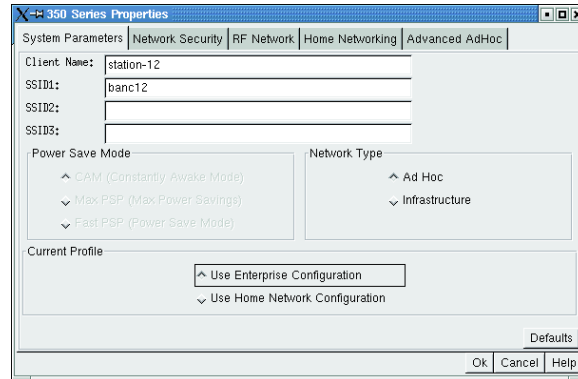 350 Series Properties
System Parameters Network Security RF Network Home Networking Advanced AdHoc
Client Name: station-12
SSID1: banc12
SSID2:
SSID3:
Power Save Mode
CAM (Constantly Awake Mode)
Max PSP (Max Power Savings)
Fast PSP (Power Save Mode)
Network Type
Ad Hoc
Infrastructure
Current Profile
Use Enterprise Configuration
Use Home Network Configuration
Defaults
Ok Cancel Help